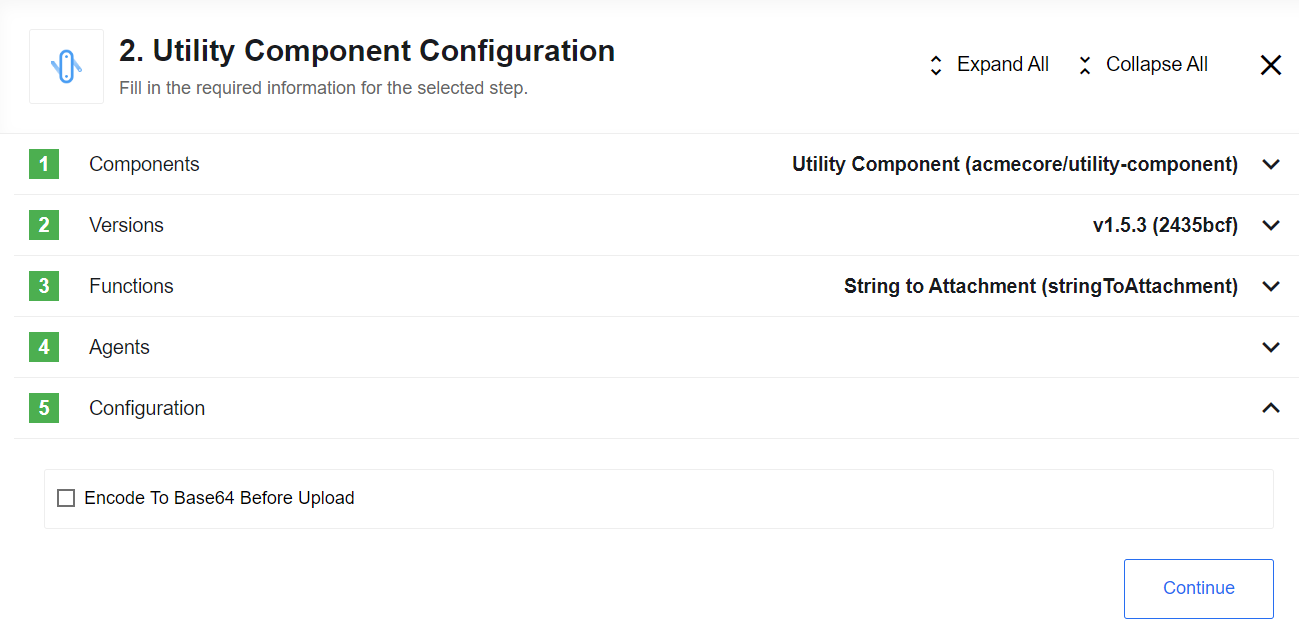 2. Utility Component Configuration
Fill in the required information for the selected step.
Expand All
Collapse All
1 Components Utility Component (acmecore/utility-component)
2 Versions v1.5.3 (2435bcf)
3 Functions String to Attachment (stringToAttachment)
4 Agents
5 Configuration
Encode To Base64 Before Upload
Continue